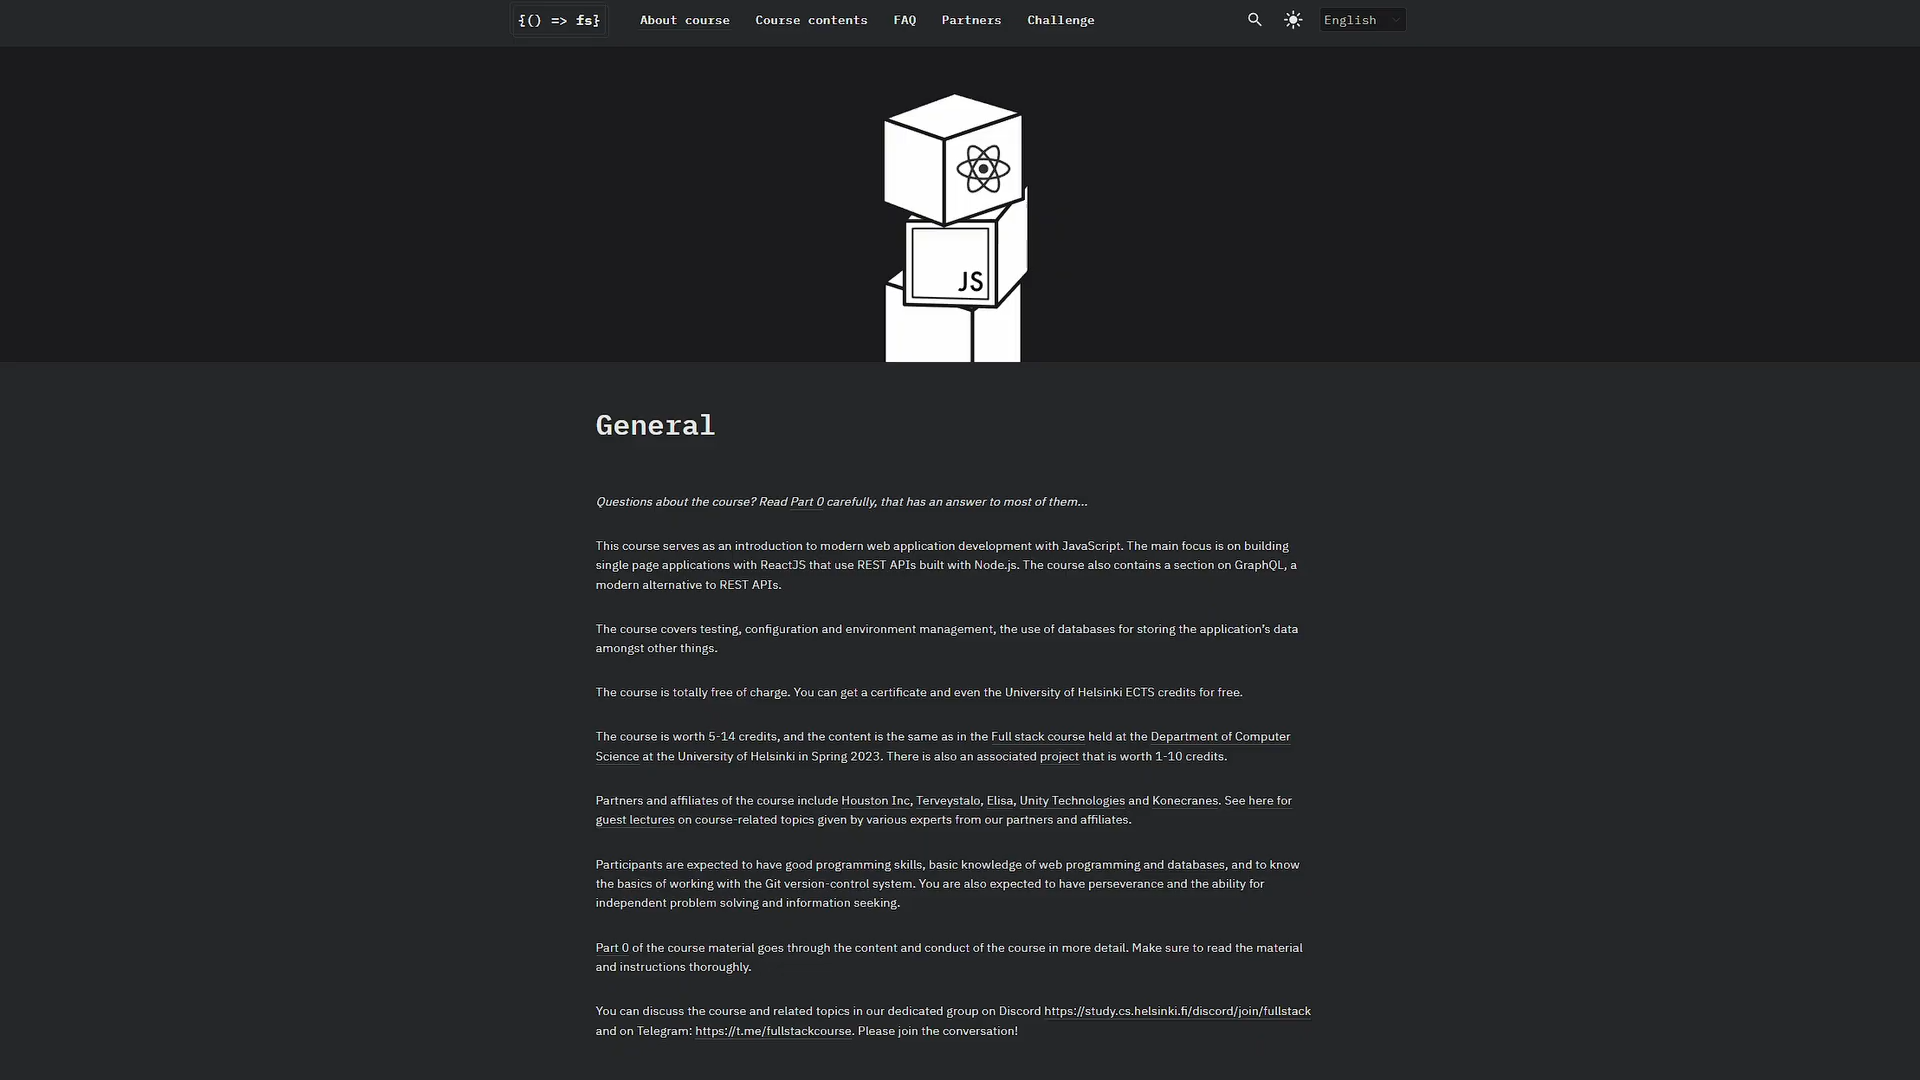 {() => fs} About course Course contents FAQ Partners Challenge English
JS
General
Questions about the course? Read Part 0 carefully, that has an answer to most of them...
This course serves as an introduction to modern web application development with JavaScript. The main focus is on building
single page applications with ReactJS that use REST APIs built with Node.js. The course also contains a section on GraphQL, a
modern alternative to REST APIs.
The course covers testing, configuration and environment management, the use of databases for storing the application's data
amongst other things.
The course is totally free of charge. You can get a certificate and even the University of Helsinki ECTS credits for free.
The course is worth 5-14 credits, and the content is the same as in the Full stack course held at the Department of Computer
Science at the University of Helsinki in Spring 2023. There is also an associated project that is worth 1-10 credits.
Partners and affiliates of the course include Houston Inc, Terveystalo, Elisa, Unity Technologies and Konecranes. See here for
guest lectures on course-related topics given by various experts from our partners and affiliates.
Participants are expected to have good programming skills, basic knowledge of web programming and databases, and to know
the basics of working with the Git version-control system. You are also expected to have perseverance and the ability for
independent problem solving and information seeking.
Part 0 of the course material goes through the content and conduct of the course in more detail. Make sure to read the material
and instructions thoroughly.
You can discuss the course and related topics in our dedicated group on Discord https://study.cs.helsinki.fi/discord/join/fullstack
and on Telegram: https://t.me/fullstackcourse. Please join the conversation!